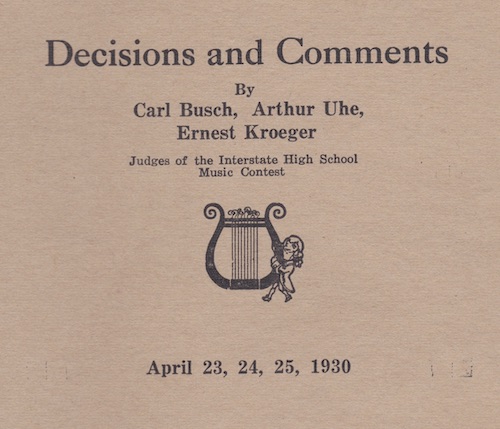 Decisions and Comments
By
Carl Busch, Arthur Uhe,
Ernest Kroeger
Judges of the Interstate High School
Music Contest
April 23, 24, 25, 1930